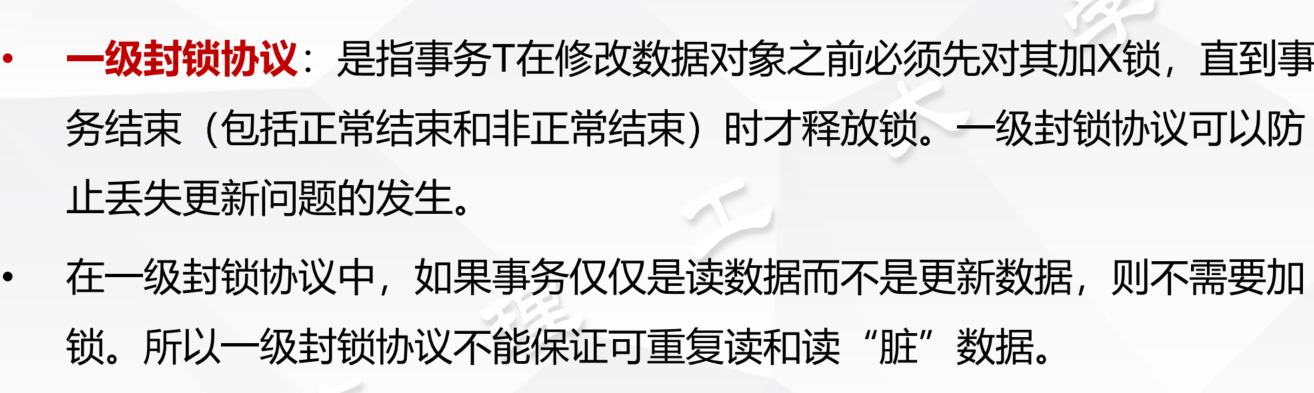 • 一级封锁协议：是指事务T在修改数据对象之前必须先对其加X锁，直到事
务结束（包括正常结束和非正常结束）时才释放锁。一级封锁协议可以防
止丢失更新问题的发生。
• 在一级封锁协议中，如果事务仅仅是读数据而不是更新数据，则不需要加
锁。所以一级封锁协议不能保证可重复读和读“脏”数据。
理工大学